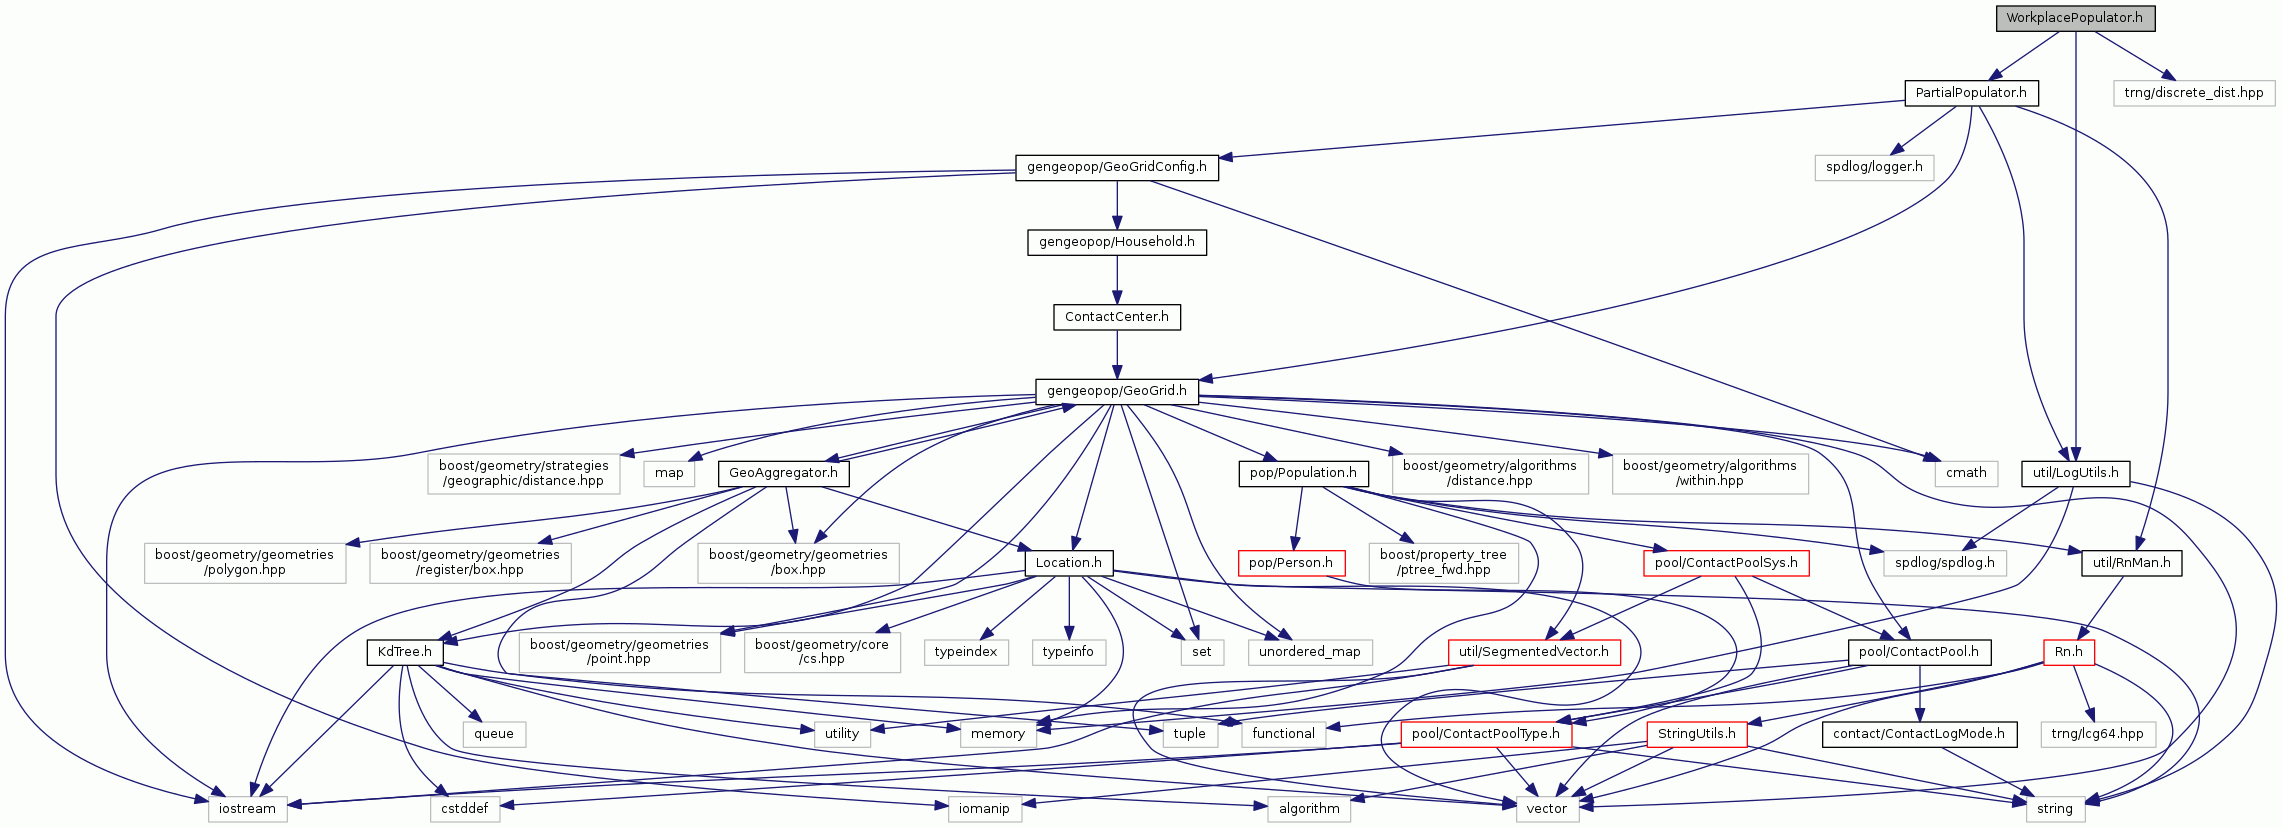 WorkplacePopulator.h
PartialPopulator.h
trng/discrete_dist.hpp
gengeopop/GeoGridConfig.h
spdlog/logger.h
gengeopop/Household.h
ContactCenter.h
gengeopop/GeoGrid.h
boost/geometry/strategies
/geographic/distance.hpp
map
GeoAggregator.h
pop/Population.h
boost/geometry/algorithms
/distance.hpp
boost/geometry/algorithms
/within.hpp
cmath
util/LogUtils.h
boost/geometry/geometries
/polygon.hpp
boost/geometry/geometries
/register/box.hpp
boost/geometry/geometries
/box.hpp
Location.h
pop/Person.h
boost/property_tree
/ptree_fwd.hpp
pool/ContactPoolSys.h
spdlog/spdlog.h
util/RnMan.h
KdTree.h
boost/geometry/geometries
/point.hpp
boost/geometry/core
/cs.hpp
typeindex
typeinfo
set
unordered_map
util/SegmentedVector.h
pool/ContactPool.h
Rn.h
queue
utility
memory
tuple
functional
pool/ContactPoolType.h
StringUtils.h
contact/ContactLogMode.h
trng/lcg64.hpp
iostream
cstddef
iomanip
algorithm
vector
string